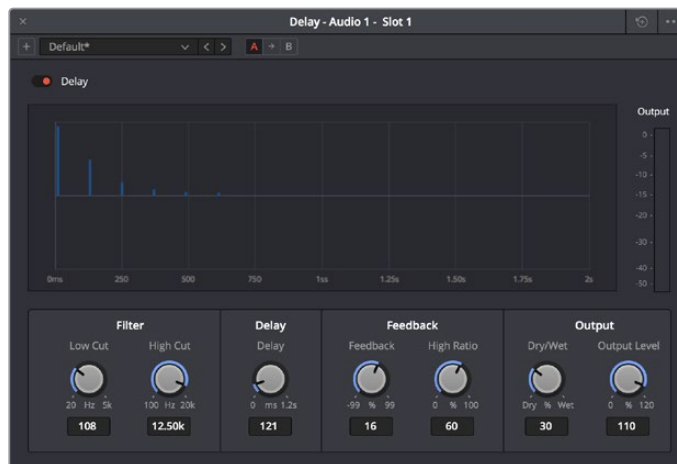 Delay - Audio 1 - Slot 1
Default*
A B
Delay
Output
0 -
-5 -
-10 -
-15 -
-20 -
-30 -
-40 -
-50 -
0ms 250 500 750 1ss 1.25s 1.50s 1.75s 2s
Filter Delay Feedback Output
Low Cut High Cut Delay Feedback High Ratio Dry/Wet Output Level
20 Hz 5k 100 Hz 20k 0 ms 1.2s -99 % 99 0 % 100 Dry % Wet 0 % 120
108 12.50k 121 16 60 30 110